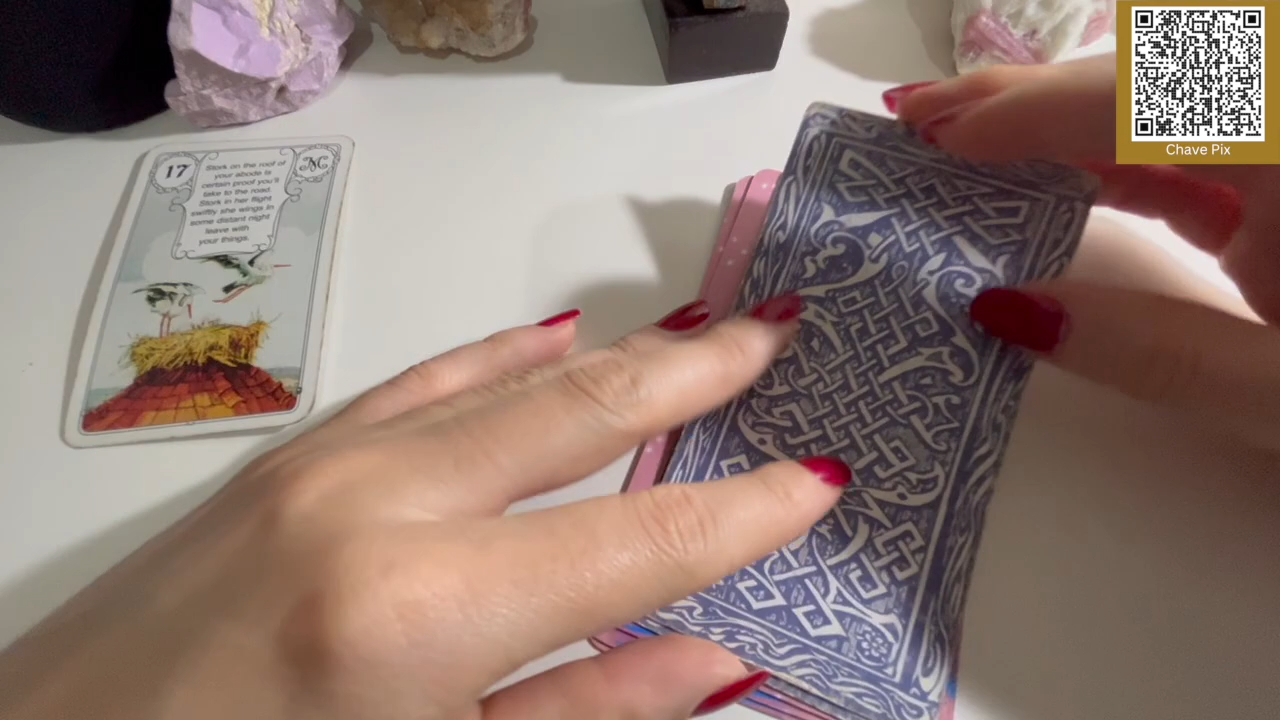 17
Stork on the roof of
your abode is
certain proof you'll
take to the road.
Stork in her flight
swiftly she wings in
some distant night
leave with
your things.
Chave Pix